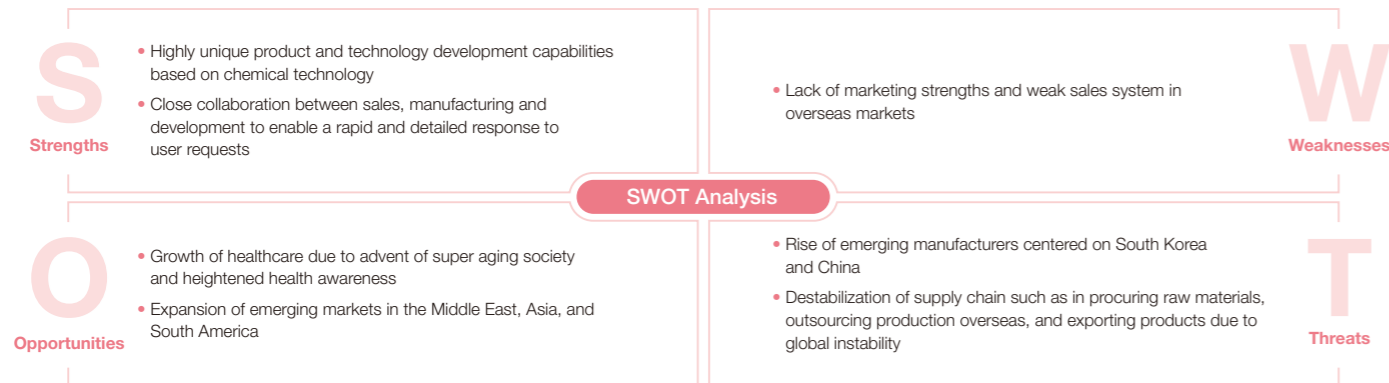 S
Strengths
• Highly unique product and technology development capabilities
based on chemical technology
• Close collaboration between sales, manufacturing and
development to enable a rapid and detailed response to
user requests
• Lack of marketing strengths and weak sales system in
overseas markets
W
Weaknesses
SWOT Analysis
O
Opportunities
• Growth of healthcare due to advent of super aging society
and heightened health awareness
• Expansion of emerging markets in the Middle East, Asia, and
South America
• Rise of emerging manufacturers centered on South Korea
and China
• Destabilization of supply chain such as in procuring raw materials,
outsourcing production overseas, and exporting products due to
global instability
T
Threats